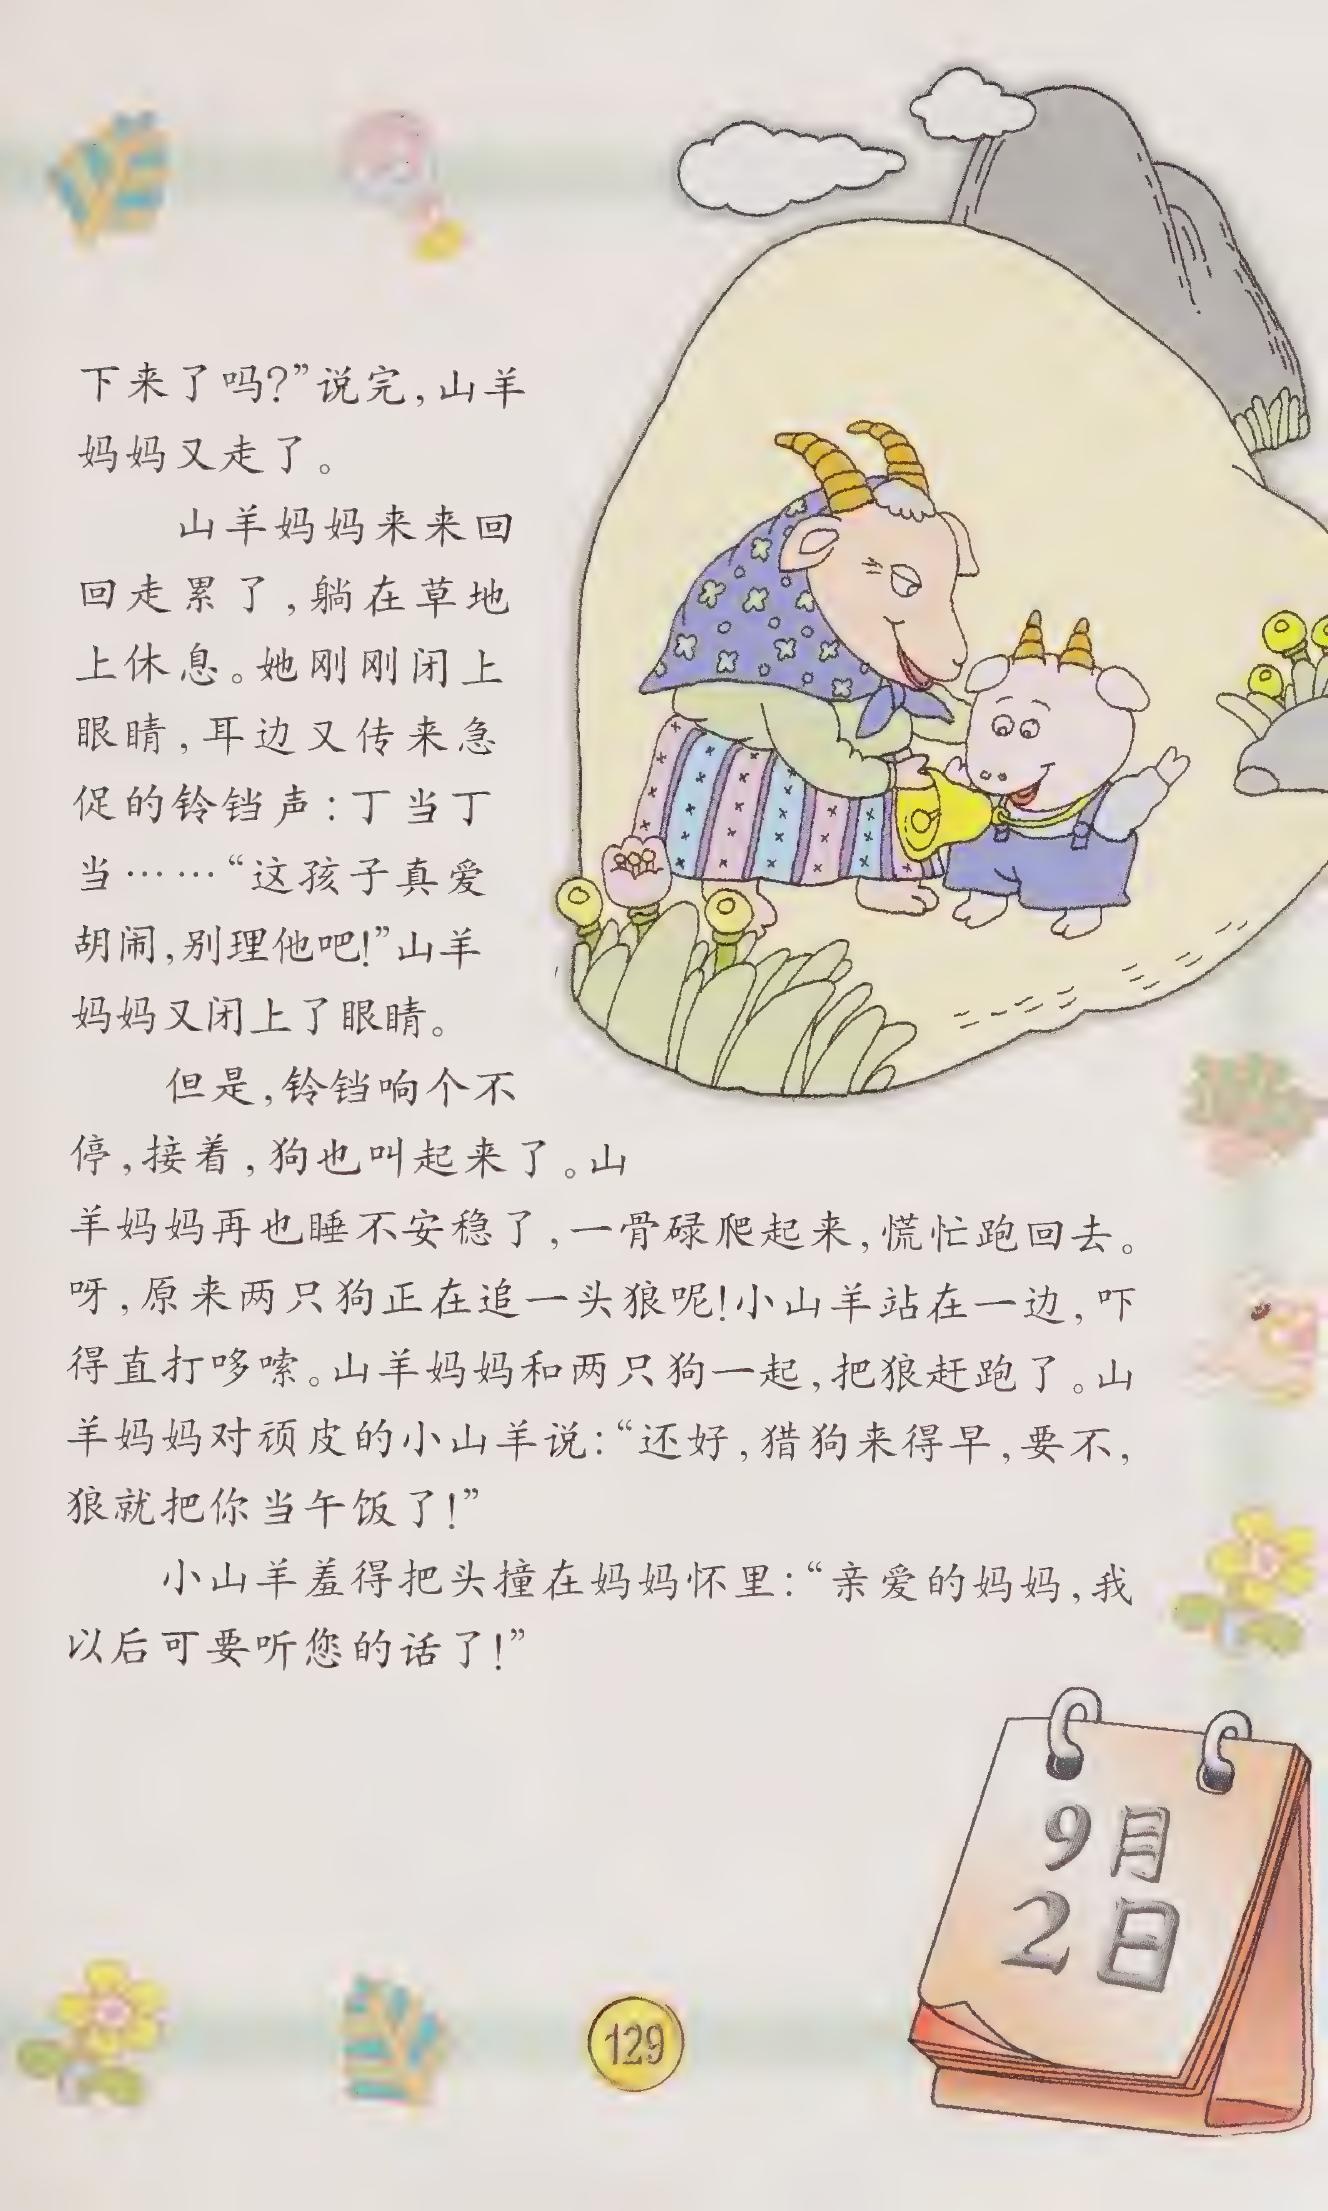 下来了吗?”说完,山羊
妈妈又走了。
山羊妈妈来来回
回走累了,躺在草地
上休息。她刚刚闭上
眼睛,耳边又传来急
促的铃铛声:丁当丁
当……“这孩子真爱
胡闹,别理他吧!”山羊
妈妈又闭上了眼睛。
但是,铃铛响个不
停,接着,狗也叫起来了。山
羊妈妈再也睡不安稳了,一骨碌爬起来,慌忙跑回去。
呀,原来两只狗正在追一头狼呢!小山羊站在一边,吓
得直打哆嗦。山羊妈妈和两只狗一起,把狼赶跑了。山
羊妈妈对顽皮的小山羊说:“还好,猎狗来得早,要不,
狼就把你当午饭了!”
小山羊羞得把头撞在妈妈怀里:“亲爱的妈妈,我
以后可要听您的话了!”
9月
2日
129